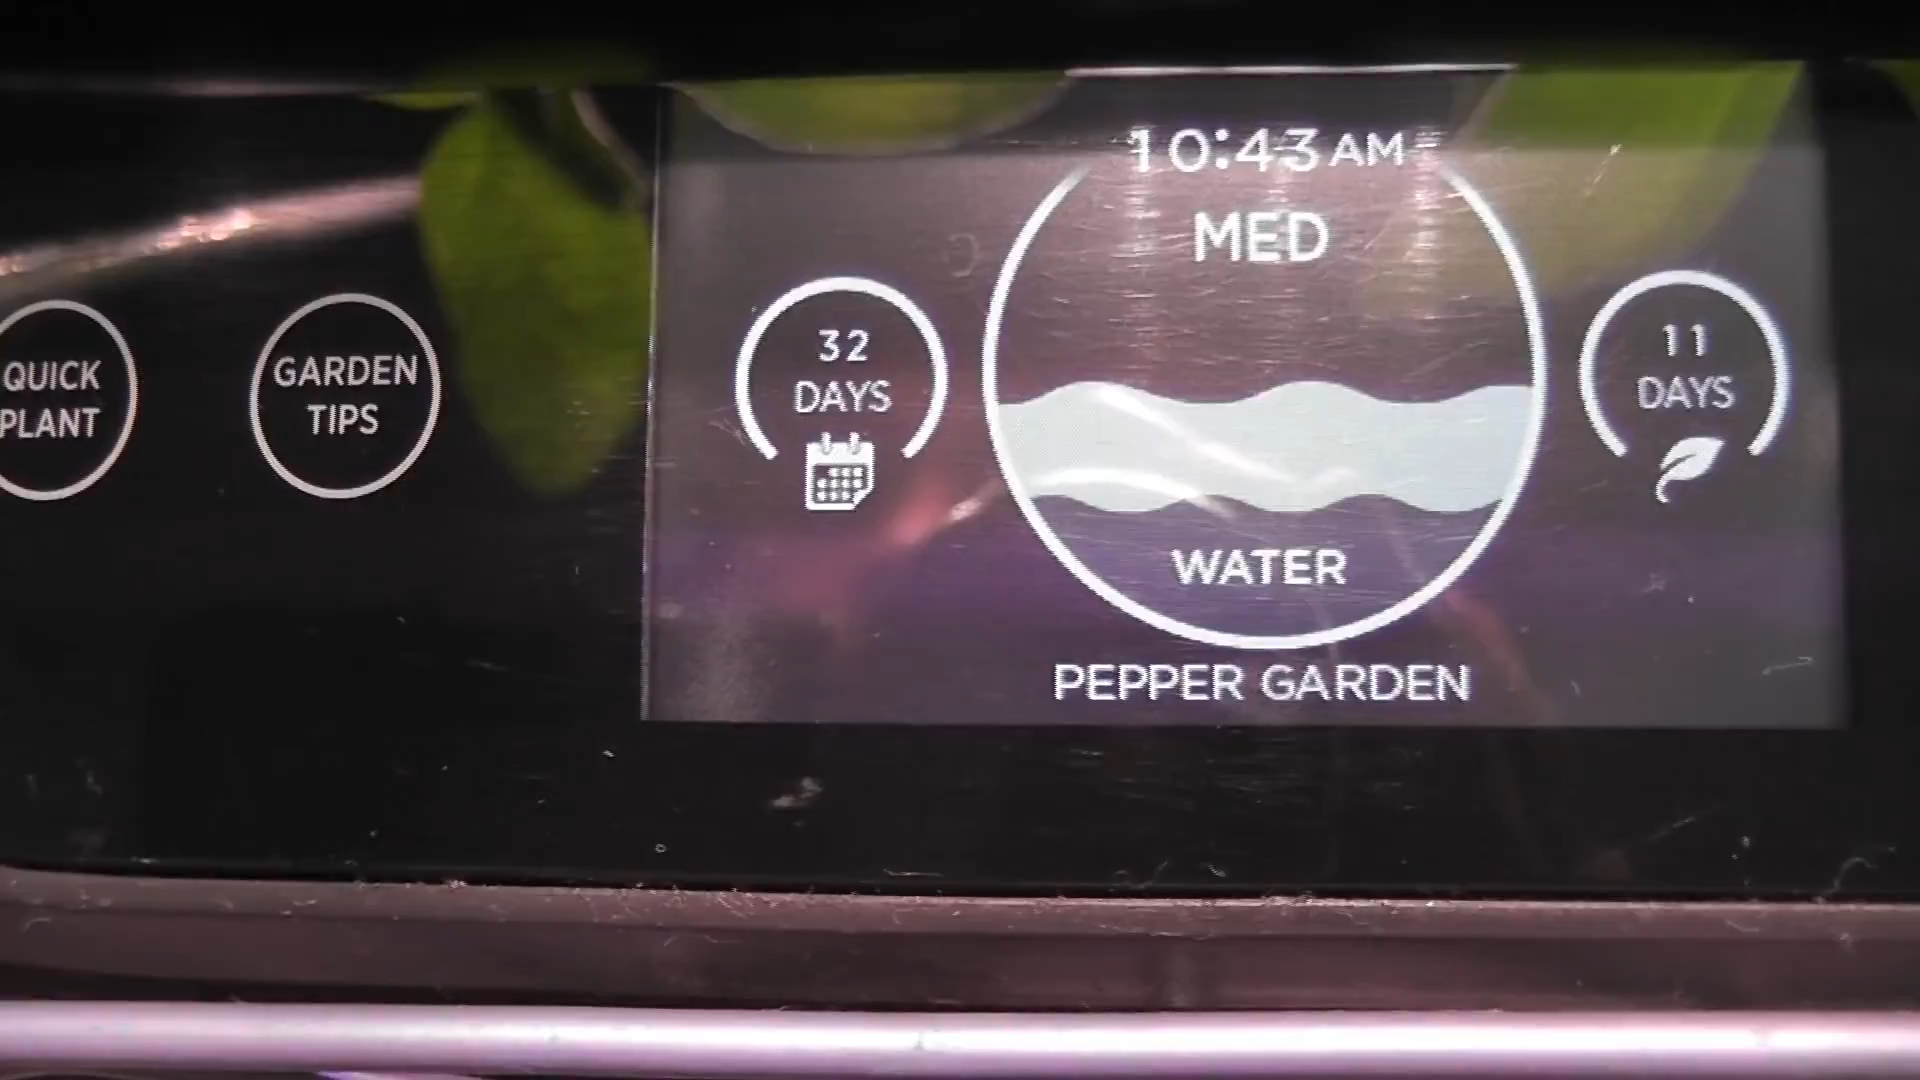 QUICK
PLANT
GARDEN
TIPS
10:43 AM
MED
32
DAYS
11
DAYS
WATER
PEPPER GARDEN